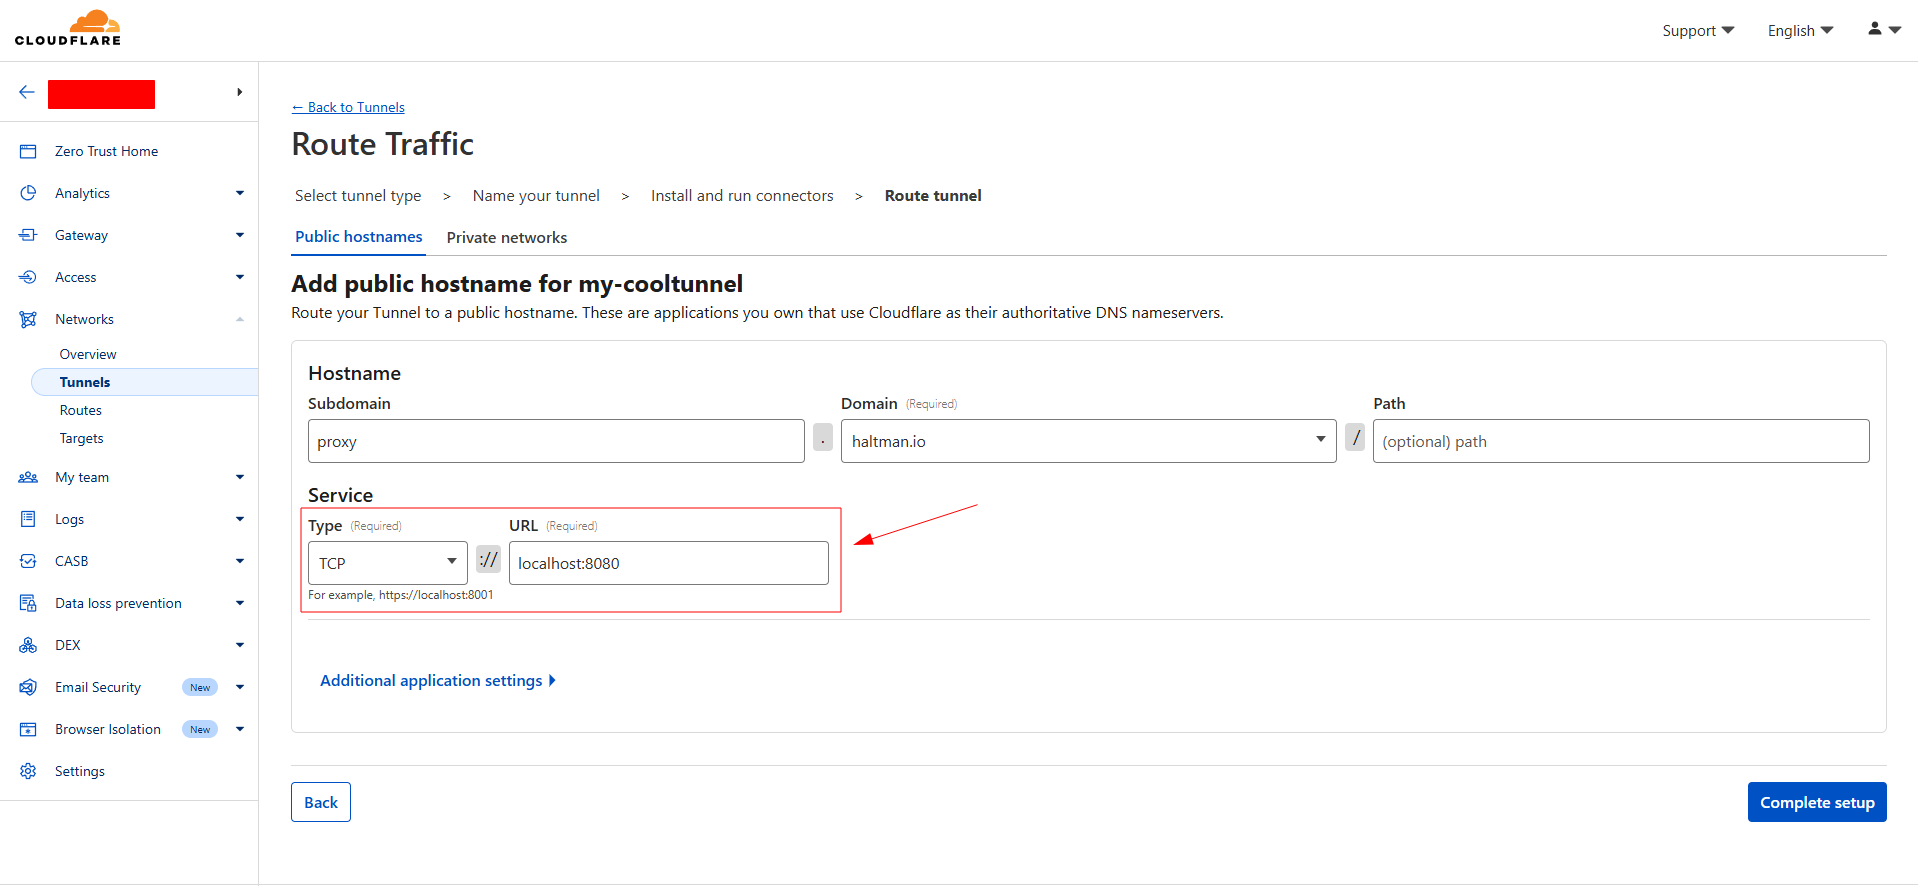 CLOUDFLARE
Support
English
Zero Trust Home
Analytics
Gateway
Access
Networks
Overview
Tunnels
Routes
Targets
My team
Logs
CASB
Data loss prevention
DEX
Email Security New
Browser Isolation New
Settings
← Back to Tunnels
Route Traffic
Select tunnel type > Name your tunnel > Install and run connectors > Route tunnel
Public hostnames Private networks
Add public hostname for my-cooltunnel
Route your Tunnel to a public hostname. These are applications you own that use Cloudflare as their authoritative DNS nameservers.
Hostname
Subdomain Domain (Required) Path
proxy . haltman.io / (optional) path
Service
Type (Required) URL (Required)
TCP :// localhost:8080
For example, https://localhost:8001
Additional application settings
Back Complete setup